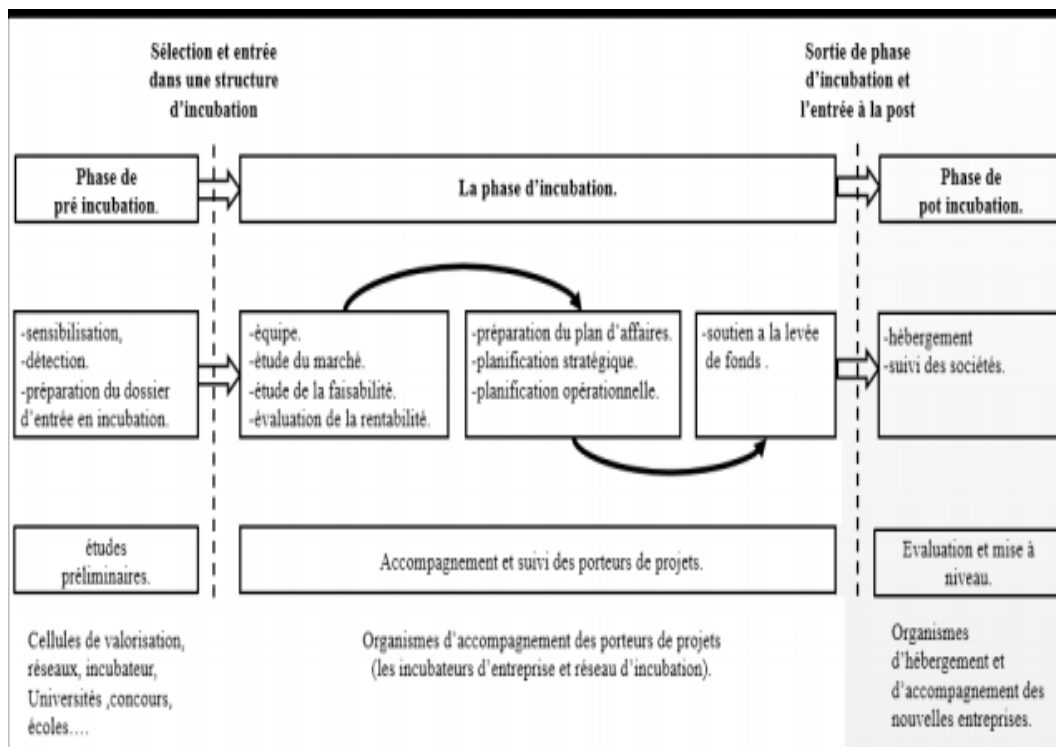 Sélection et entrée
dans une structure
d'incubation
Sortie de phase
d'incubation et
l'entrée à la post
Phase de
pré incubation.
La phase d'incubation.
Phase de
pot incubation.
-sensibilisation,
-détection.
-préparation du dossier
d'entrée en incubation.
-équipe.
-étude du marché.
-étude de la faisabilité.
-évaluation de la rentabilité.
-préparation du plan d'affaires.
-planification stratégique.
-planification opérationnelle.
-soutien a la levée
de fonds .
-hébergement
-suivi des sociétés.
études
préliminaires.
Accompagnement et suivi des porteurs de projets.
Evaluation et mise à
niveau.
Cellules de valorisation,
réseaux, incubateur,
Universités ,concours,
écoles....
Organismes d'accompagnement des porteurs de projets
(les incubateurs d'entreprise et réseau d'incubation).
Organismes
d'hébergement et
d'accompagnement des
nouvelles entreprises.